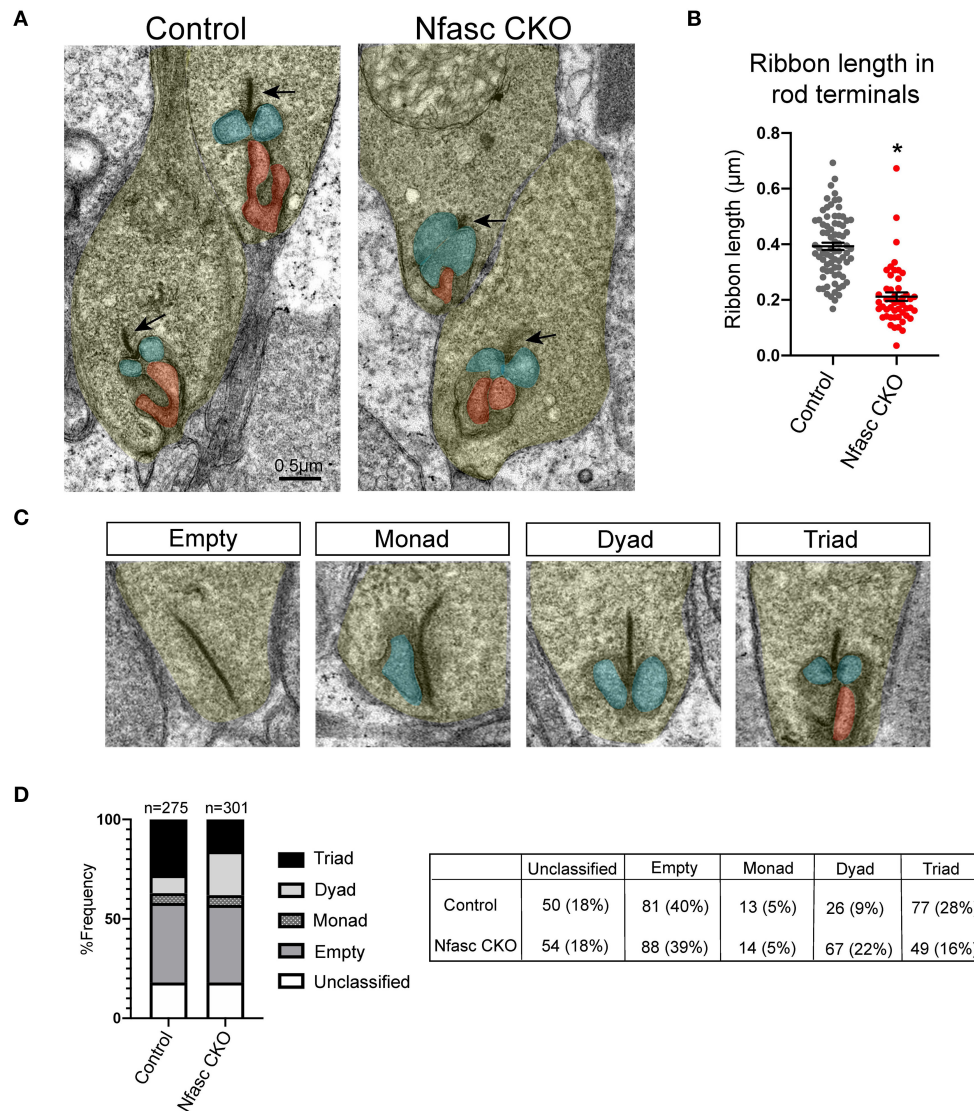 A
Control
Nfasc CKO
0.5µm
B
Ribbon length in
rod terminals
Ribbon length (µm)
0.8
0.6
0.4
0.2
0.0
*
Control
Nfasc CKO
C
Empty
Monad
Dyad
Triad
D
n=275 n=301
%Frequency
100
50
0
Control
Nfasc CKO
Triad
Dyad
Monad
Empty
Unclassified
Unclassified Empty Monad Dyad Triad
Control 50 (18%) 81 (40%) 13 (5%) 26 (9%) 77 (28%)
Nfasc CKO 54 (18%) 88 (39%) 14 (5%) 67 (22%) 49 (16%)